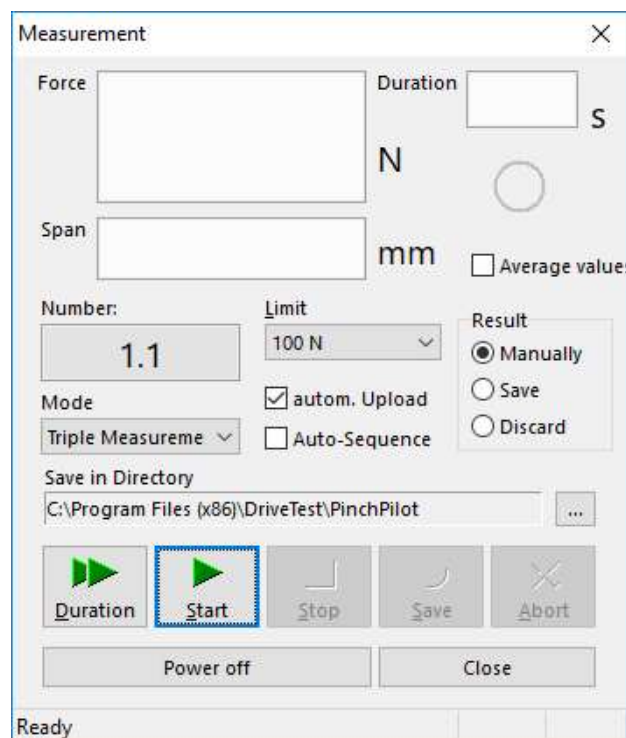 Measurement
Force
Duration
s
N
Span
mm
Average value
Number:
Limit
Result
1.1
100 N
Manually
Mode
autom. Upload
Save
Triple Measureme
Auto-Sequence
Discard
Save in Directory
C:\Program Files (x86)\DriveTest\PinchPilot
...
Duration
Start
Stop
Save
Abort
Power off
Close
Ready